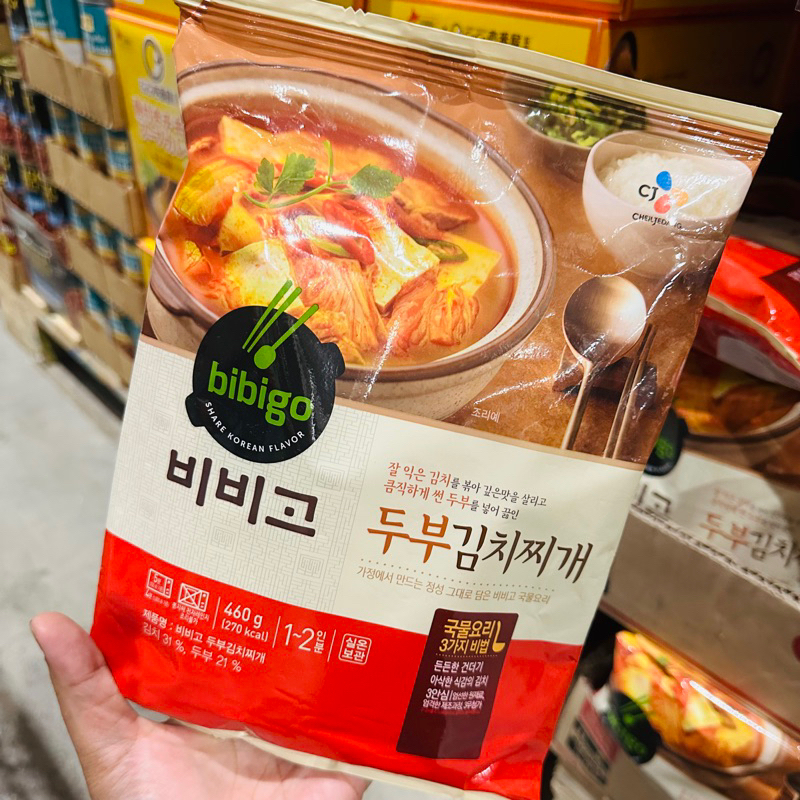 CJ
CHEILJEDANG
조리예
bibigo
SHARE KOREAN FLAVOR
비비고
잘 익은 김치를 볶아 깊은맛을 살리고
큼직하게 썬 두부를 넣어 끓인
두부김치찌개
가정에서 만드는 정성 그대로 담은 비비고 국물요리
460 g
(270 kcal)
1~2인분
실온
보관
제품명 : 비비고 두부김치찌개
김치 31 %, 두부 21 %
국물요리
3가지 비법
든든한 건더기
아삭한 식감의 김치
3안심
두부김치찌